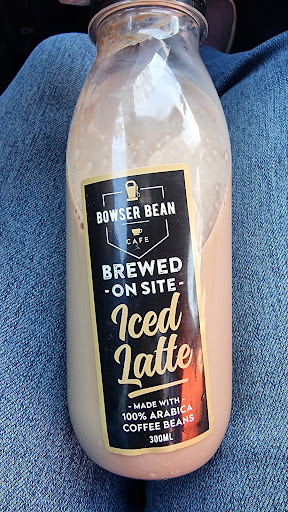 BOWSER BEAN
CAFE
BREWED
- ON SITE -
Iced
Latte
- MADE WITH -
100% ARABICA
COFFEE BEANS
300ML